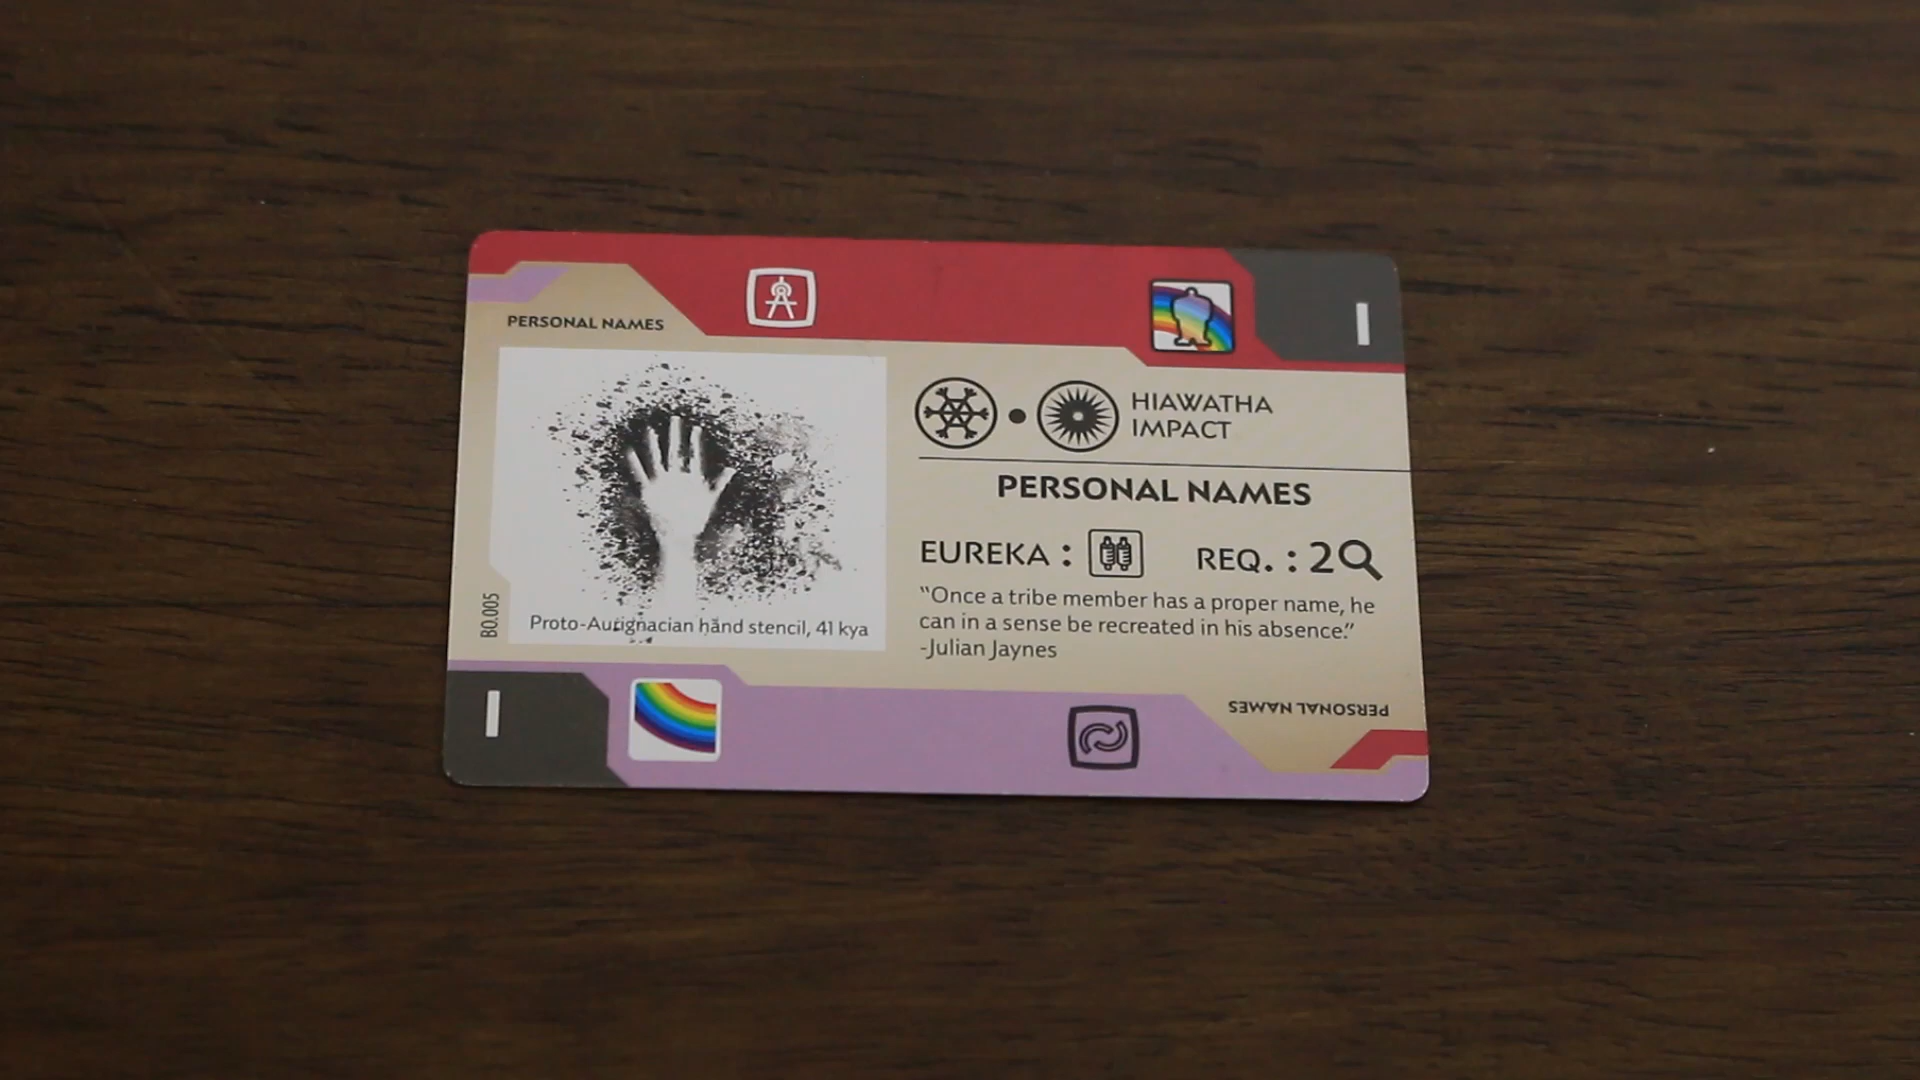 PERSONAL NAMES
I
HIAWATHA
IMPACT
PERSONAL NAMES
EUREKA :
REQ. : 2
"Once a tribe member has a proper name, he
can in a sense be recreated in his absence."
-Julian Jaynes
Proto-Aurignacian hand stencil, 41 kya
B0.005
I
PERSONAL NAMES